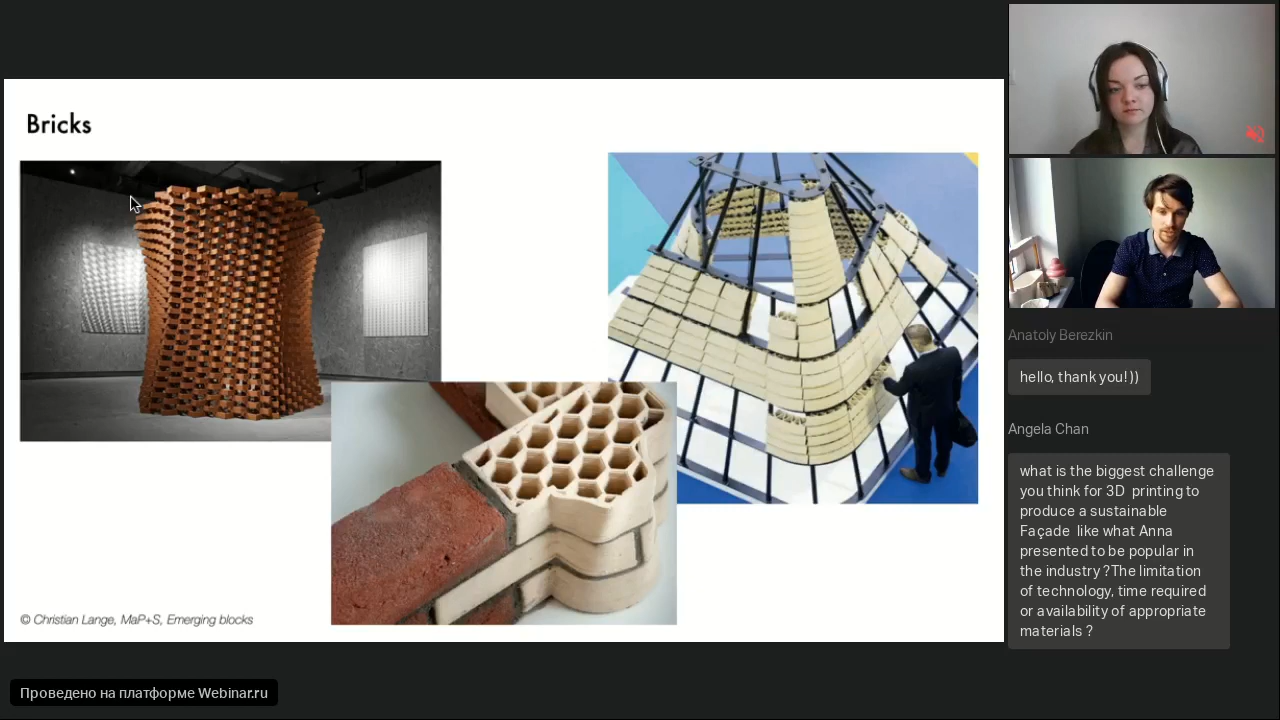 Bricks
© Christian Lange, MaP+S, Emerging blocks
Anatoly Berezkin
hello, thank you!))
Angela Chan
what is the biggest challenge
you think for 3D printing to
produce a sustainable
Façade like what Anna
presented to be popular in
the industry ?The limitation
of technology, time required
or availability of appropriate
materials ?
Проведено на платформе Webinar.ru